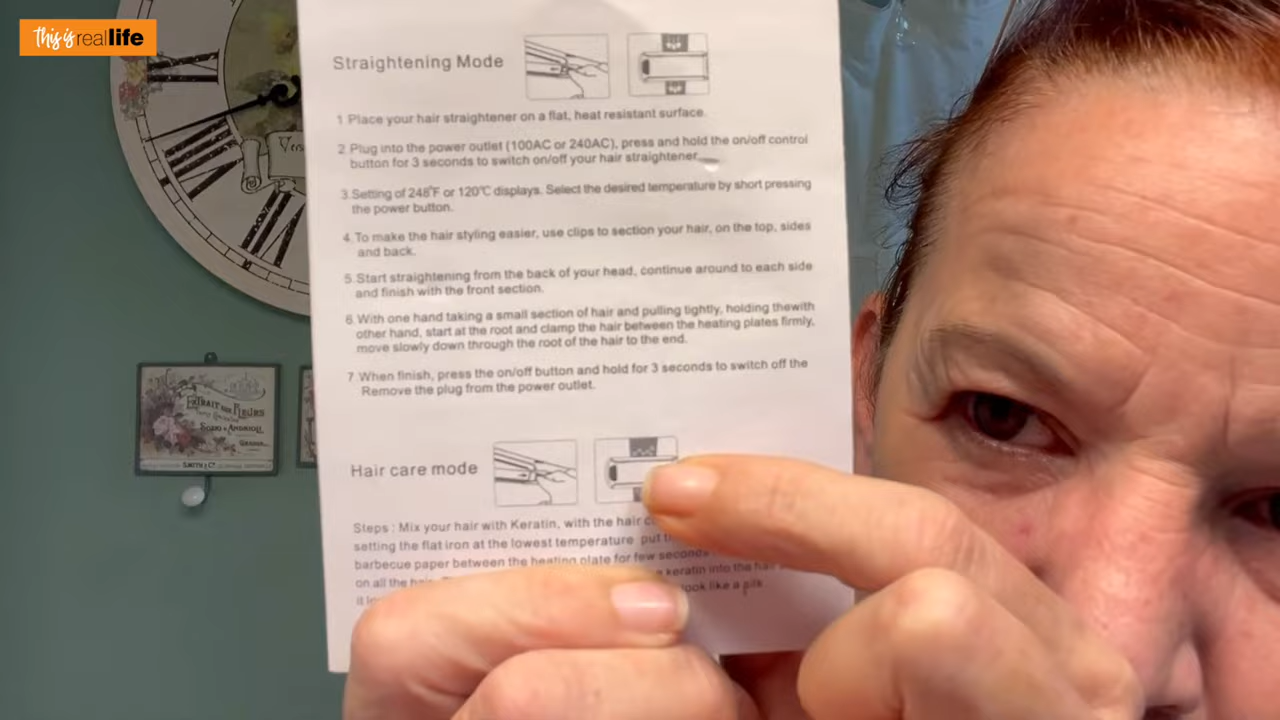 this is real life
Straightening Mode
1 Place your hair straightener on a flat, heat resistant surface.
2 Plug into the power outlet (100AC or 240AC), press and hold the on/off control
button for 3 seconds to switch on/off your hair straightener
3.Setting of 248°F or 120°C displays. Select the desired temperature by short pressing
the power button.
4.To make the hair styling easier, use clips to section your hair, on the top, sides
and back.
5.Start straightening from the back of your head, continue around to each side
and finish with the front section.
6.With one hand taking a small section of hair and pulling tightly, holding thewith
other hand, start at the root and clamp the hair between the heating plates firmly,
move slowly down through the root of the hair to the end.
7.When finish, press the on/off button and hold for 3 seconds to switch off the
Remove the plug from the power outlet.
Hair care mode
Steps : Mix your hair with Keratin, with the hair
setting the flat iron at the lowest temperature put
barbecue paper between the heating plate for few seconds
on all the keratin into the hair
it look like a
EXTRAIT AUX FLEURS
SMITH & Cº